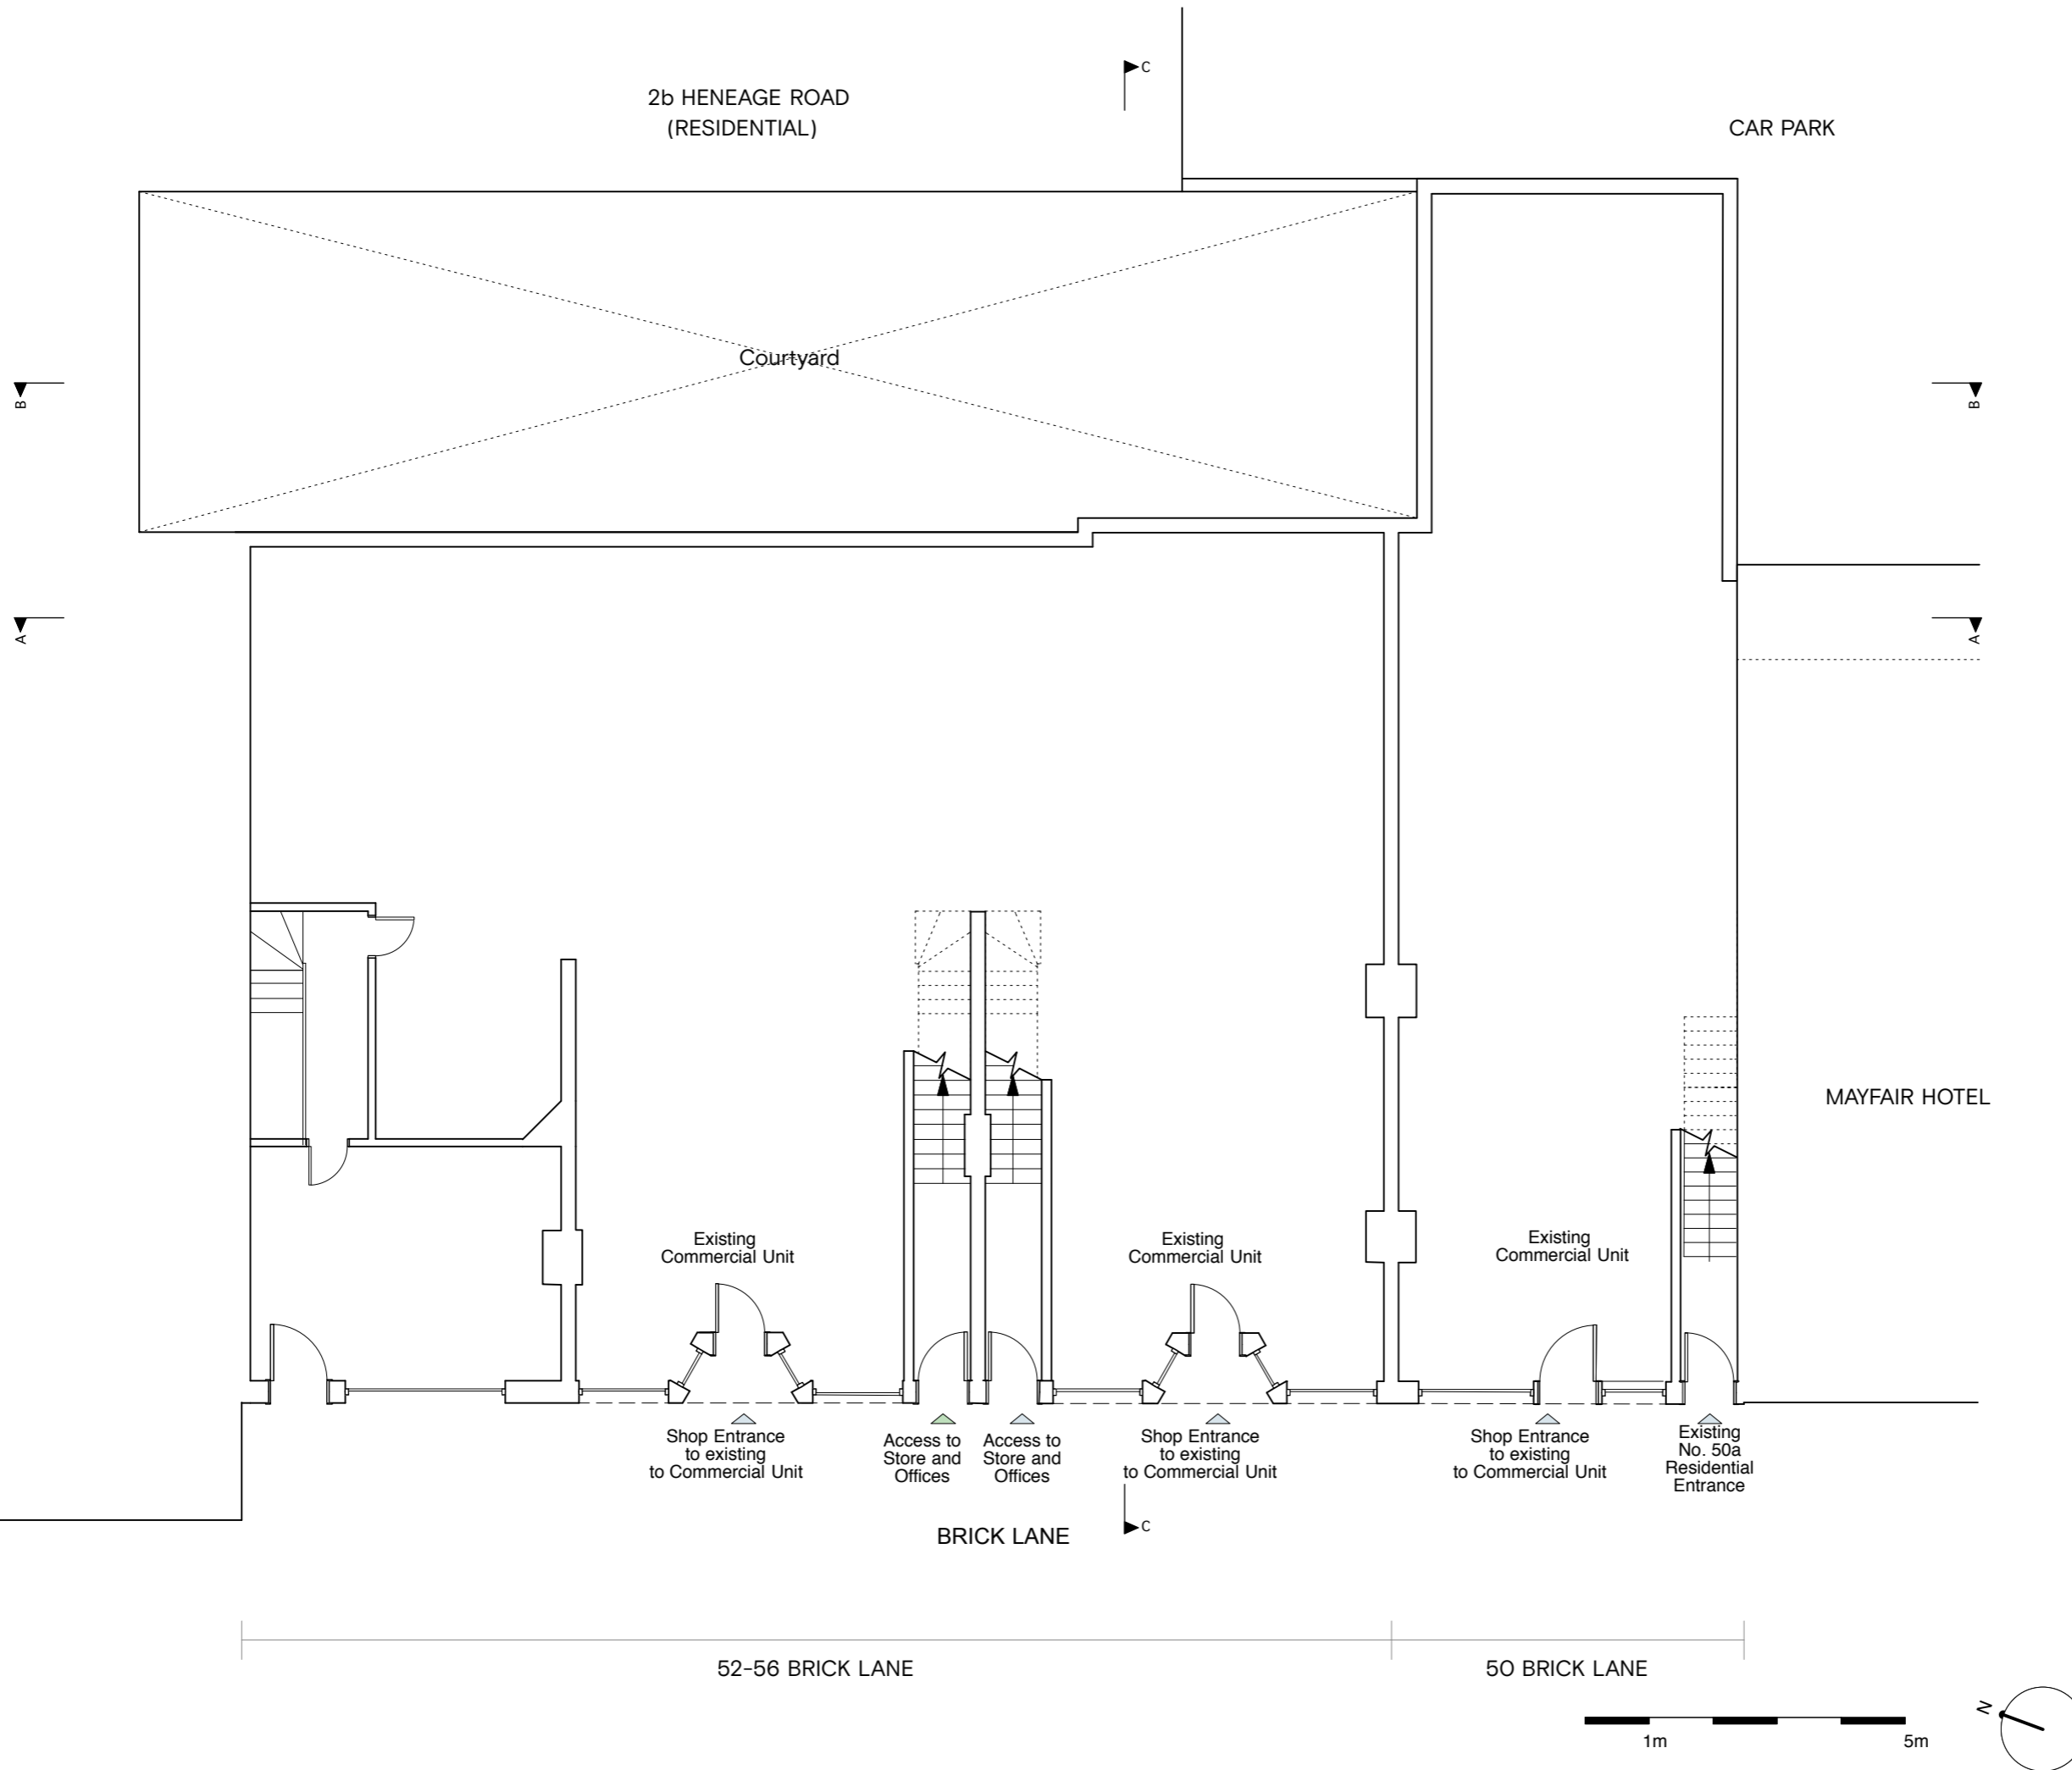 C
2b HENEAGE ROAD
(RESIDENTIAL)
CAR PARK
Courtyard
B
B
A
A
MAYFAIR HOTEL
Existing
Commercial Unit
Existing
Commercial Unit
Existing
Commercial Unit
Shop Entrance
to existing
to Commercial Unit
Access to
Store and
Offices
Access to
Store and
Offices
Shop Entrance
to existing
to Commercial Unit
Shop Entrance
to existing
to Commercial Unit
Existing
No. 50a
Residential
Entrance
C
BRICK LANE
52-56 BRICK LANE
50 BRICK LANE
N
1m
5m